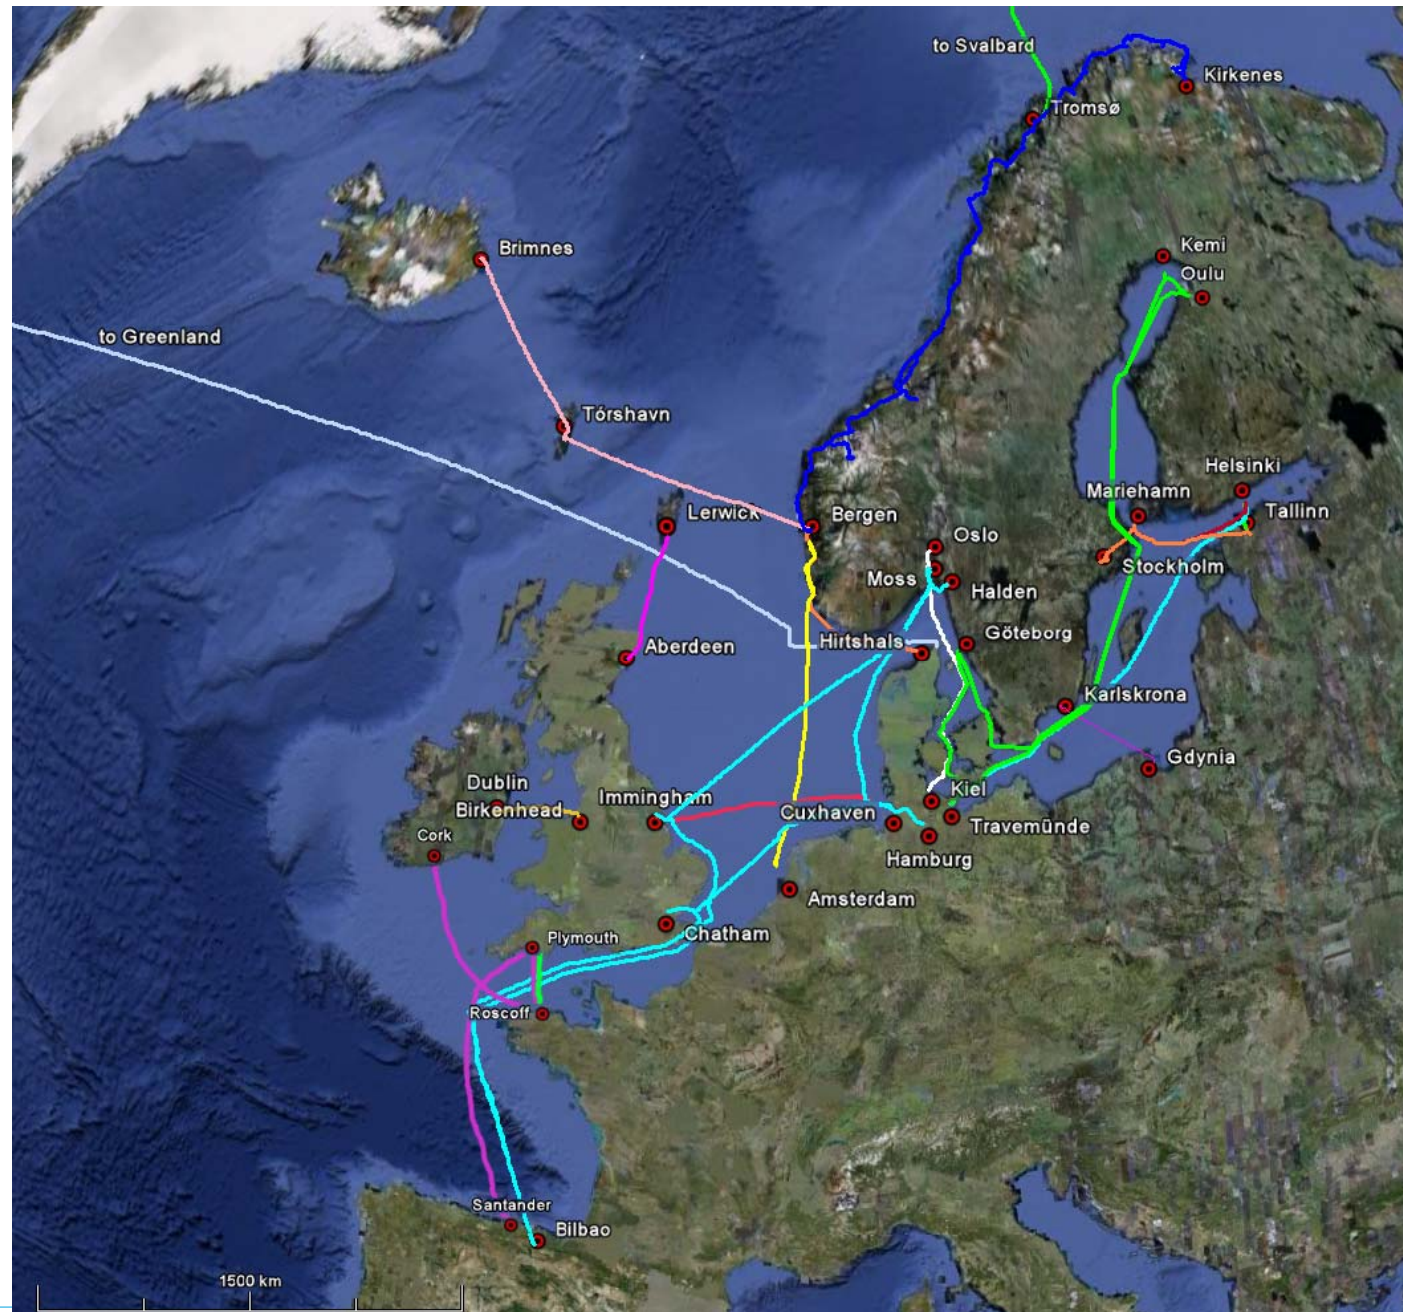 to Svalbard
Kirkenes
Tromsø
Brimnes
Kemi
Oulu
to Greenland
Tórshavn
Helsinki
Mariehamn
Lerwick
Bergen
Tallinn
Oslo
Stockholm
Moss
Halden
Hirtshals
Göteborg
Aberdeen
Karlskrona
Gdynia
Dublin
Kiel
Immingham
Birkenhead
Cuxhaven
Travemünde
Cork
Hamburg
Amsterdam
Chatham
Plymouth
Roscoff
Santander
Bilbao
1500 km